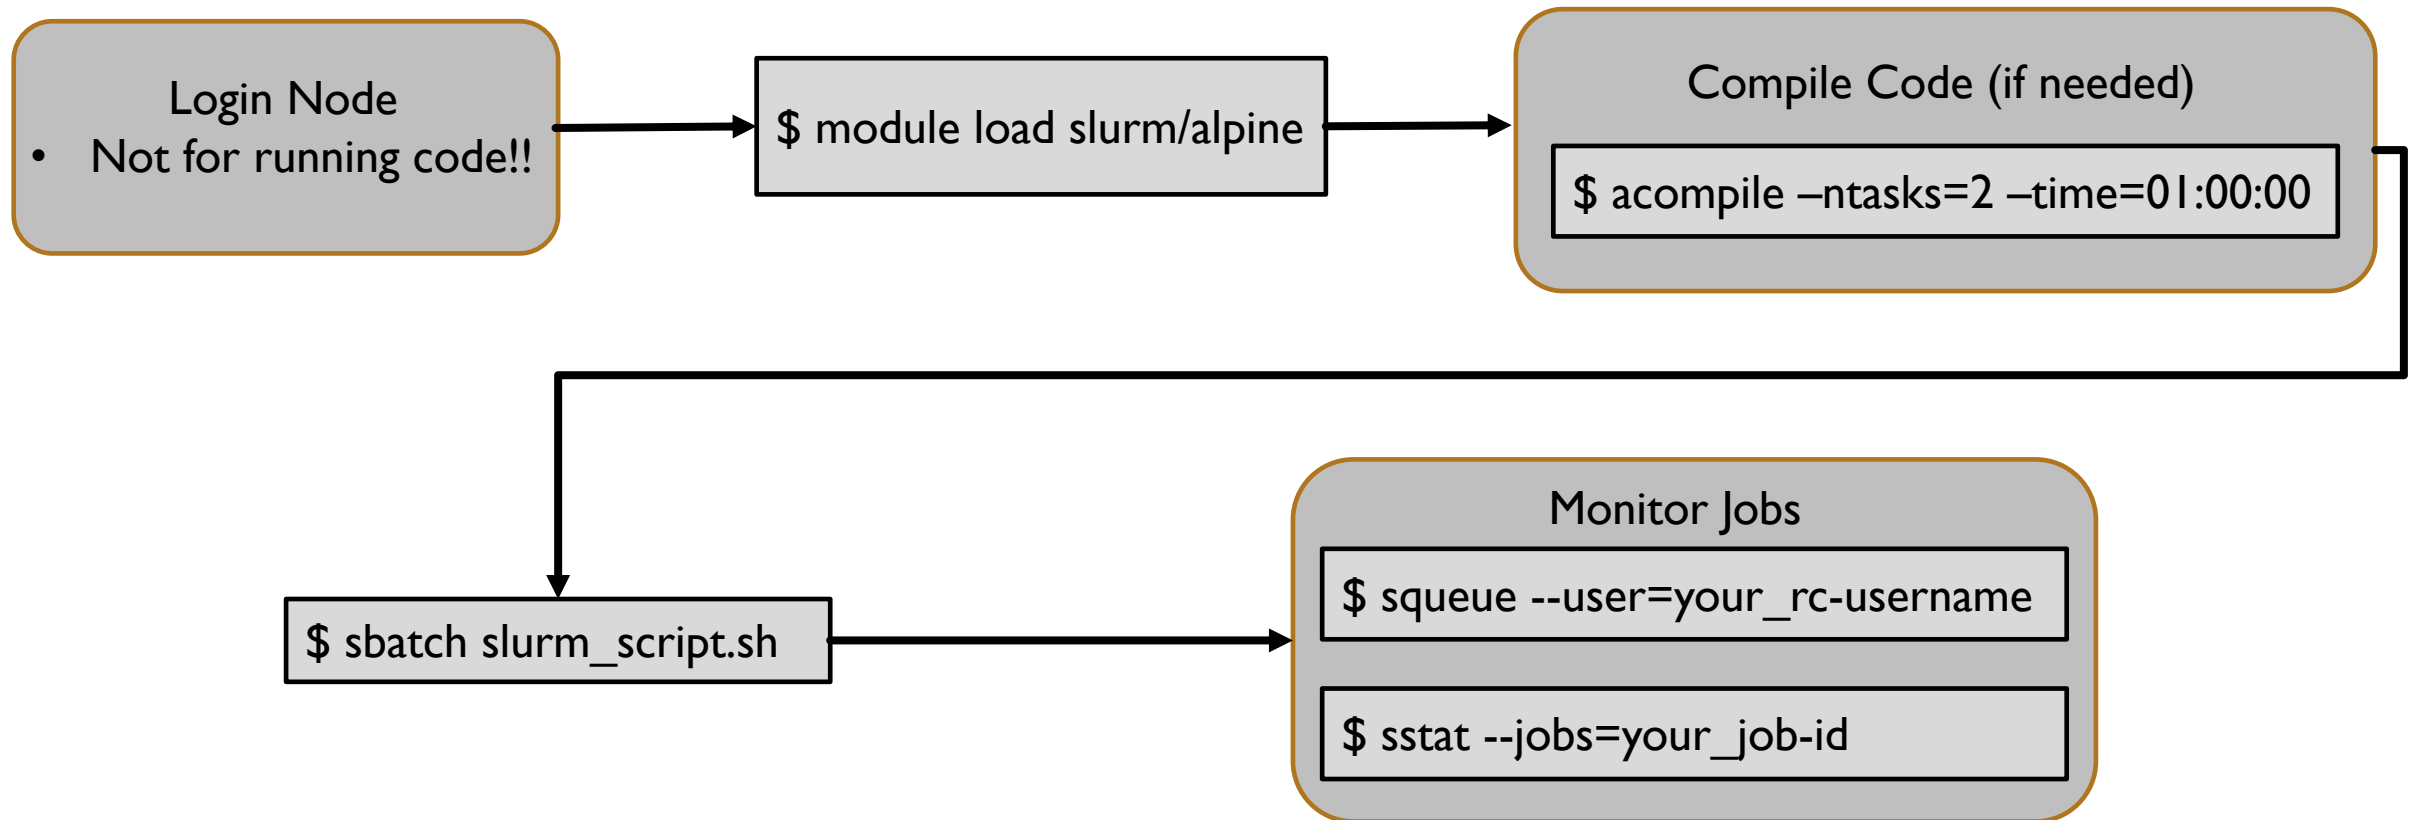 Login Node
• Not for running code!!
$ module load slurm/alpine
Compile Code (if needed)
$ acompile –ntasks=2 –time=01:00:00
$ sbatch slurm_script.sh
Monitor Jobs
$ squeue --user=your_rc-username
$ sstat --jobs=your_job-id